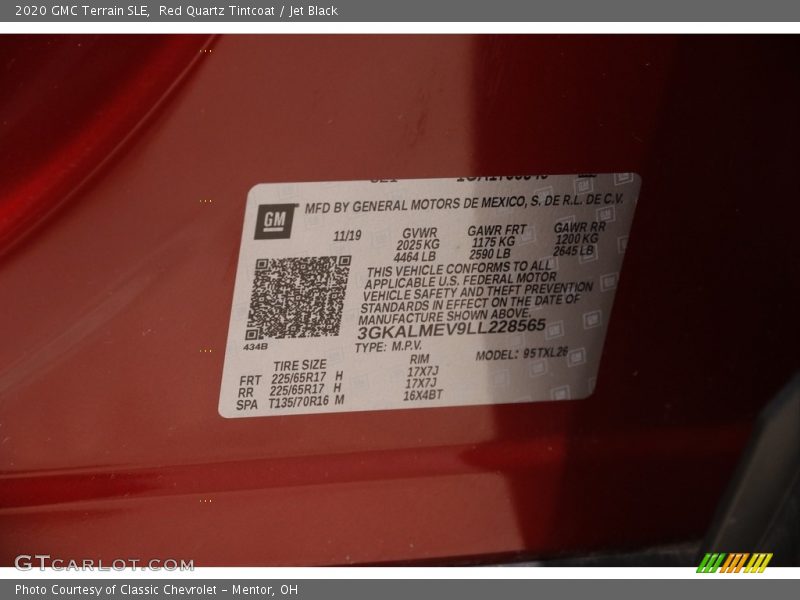 2020 GMC Terrain SLE, Red Quartz Tintcoat / Jet Black
GM MFD BY GENERAL MOTORS DE MEXICO, S. DE R.L. DE C.V.
11/19 GVWR GAWR FRT GAWR RR
2025 KG 1175 KG 1200 KG
4464 LB 2590 LB 2645 LB
THIS VEHICLE CONFORMS TO ALL
APPLICABLE U.S. FEDERAL MOTOR
VEHICLE SAFETY AND THEFT PREVENTION
STANDARDS IN EFFECT ON THE DATE OF
MANUFACTURE SHOWN ABOVE.
3GKALMEV9LL228565
434B
TYPE: M.P.V. MODEL: 95TXL26
TIRE SIZE RIM
FRT 225/65R17 H 17X7J
RR 225/65R17 H 17X7J
SPA T135/70R16 M 16X4BT
GTCARLOT.COM
Photo Courtesy of Classic Chevrolet - Mentor, OH